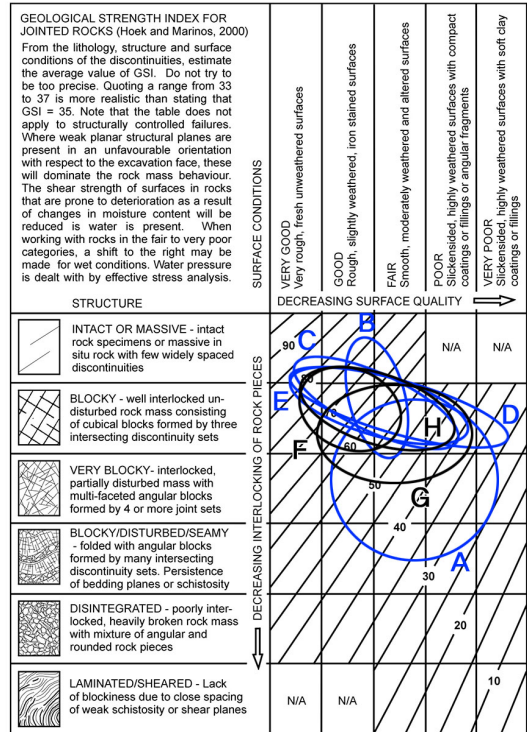 GEOLOGICAL STRENGTH INDEX FOR
JOINTED ROCKS (Hoek and Marinos, 2000)
From the lithology, structure and surface
conditions of the discontinuities, estimate
the average value of GSI. Do not try to
be too precise. Quoting a range from 33
to 37 is more realistic than stating that
GSI = 35. Note that the table does not
apply to structurally controlled failures.
Where weak planar structural planes are
present in an unfavourable orientation
with respect to the excavation face, these
will dominate the rock mass behaviour.
The shear strength of surfaces in rocks
that are prone to deterioration as a result
of changes in moisture content will be
reduced is water is present. When
working with rocks in the fair to very poor
categories, a shift to the right may be
made for wet conditions. Water pressure
is dealt with by effective stress analysis.
SURFACE CONDITIONS
VERY GOOD
Very rough, fresh unweathered surfaces
GOOD
Rough, slightly weathered, iron stained surfaces
FAIR
Smooth, moderately weathered and altered surfaces
POOR
Slickensided, highly weathered surfaces with compact
coatings or fillings or angular fragments
VERY POOR
Slickensided, highly weathered surfaces with soft clay
coatings or fillings
STRUCTURE
DECREASING SURFACE QUALITY
DECREASING INTERLOCKING OF ROCK PIECES
INTACT OR MASSIVE - intact
rock specimens or massive in
situ rock with few widely spaced
discontinuities
BLOCKY - well interlocked un-
disturbed rock mass consisting
of cubical blocks formed by three
intersecting discontinuity sets
VERY BLOCKY- interlocked,
partially disturbed mass with
multi-faceted angular blocks
formed by 4 or more joint sets
BLOCKY/DISTURBED/SEAMY
- folded with angular blocks
formed by many intersecting
discontinuity sets. Persistence
of bedding planes or schistosity
DISINTEGRATED - poorly inter-
locked, heavily broken rock mass
with mixture of angular and
rounded rock pieces
LAMINATED/SHEARED - Lack
of blockiness due to close spacing
of weak schistosity or shear planes
90
C
B
N/A
N/A
80
E
70
H
D
F
60
G
50
40
A
30
20
10
N/A
N/A